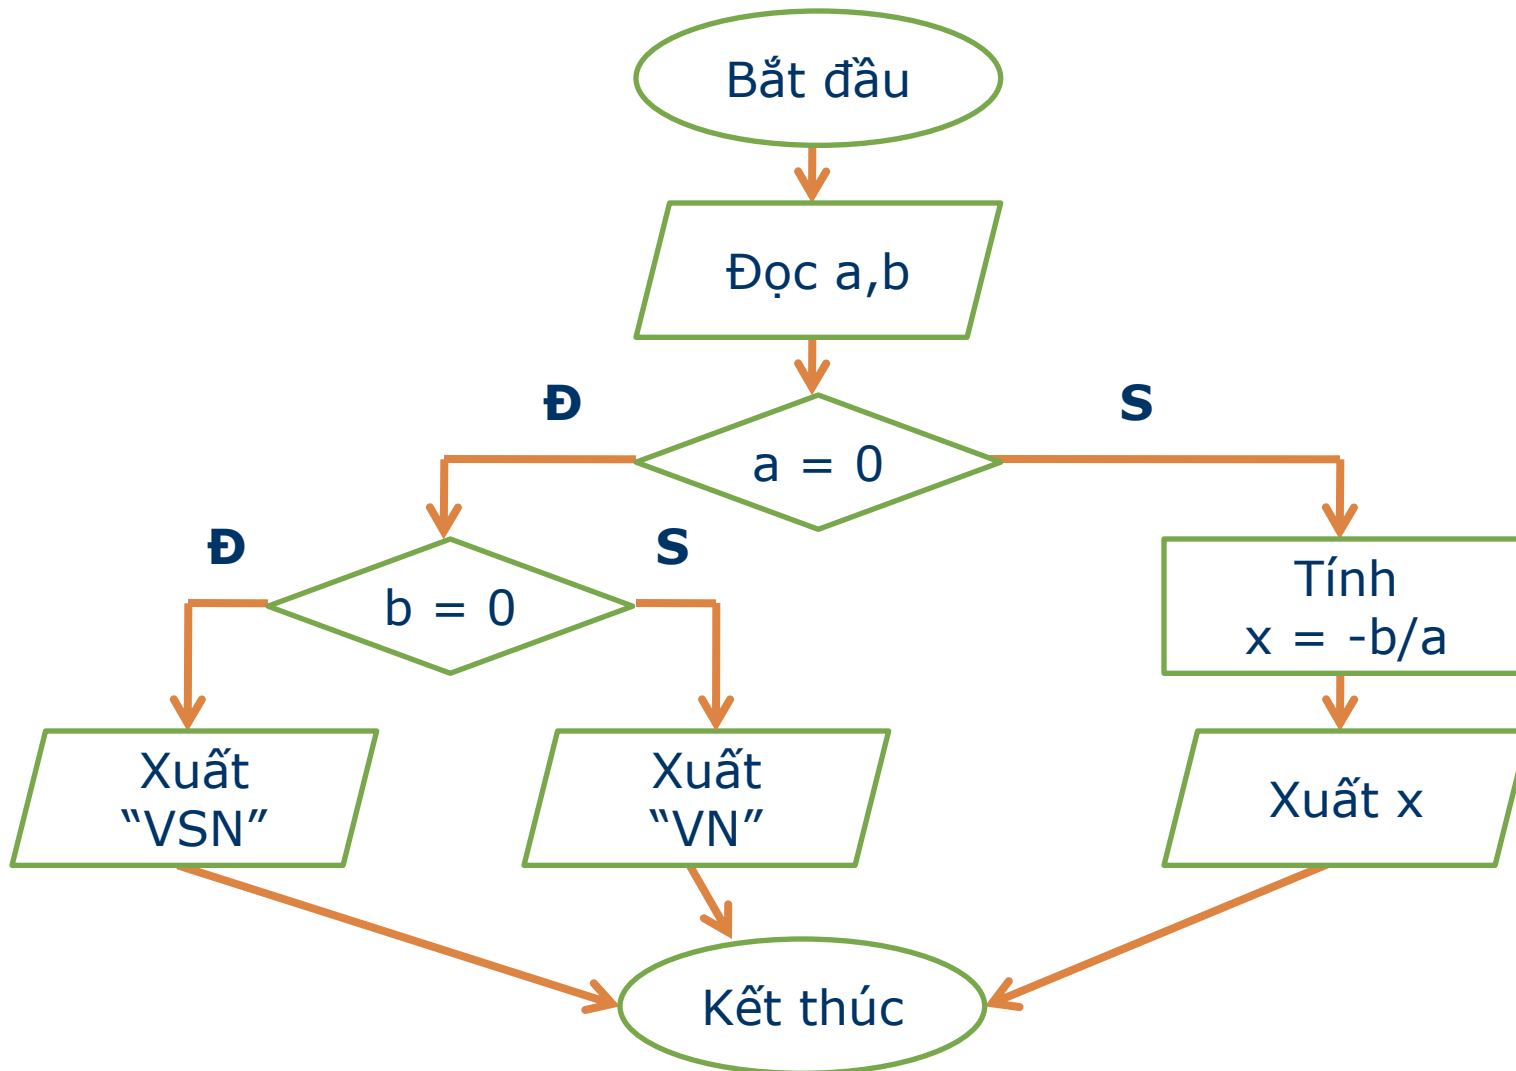 Bắt đầu
Đọc a,b
Đ
S
a = 0
Đ
S
b = 0
Tính
x = -b/a
Xuất
“VSN”
Xuất
“VN”
Xuất x
Kết thúc